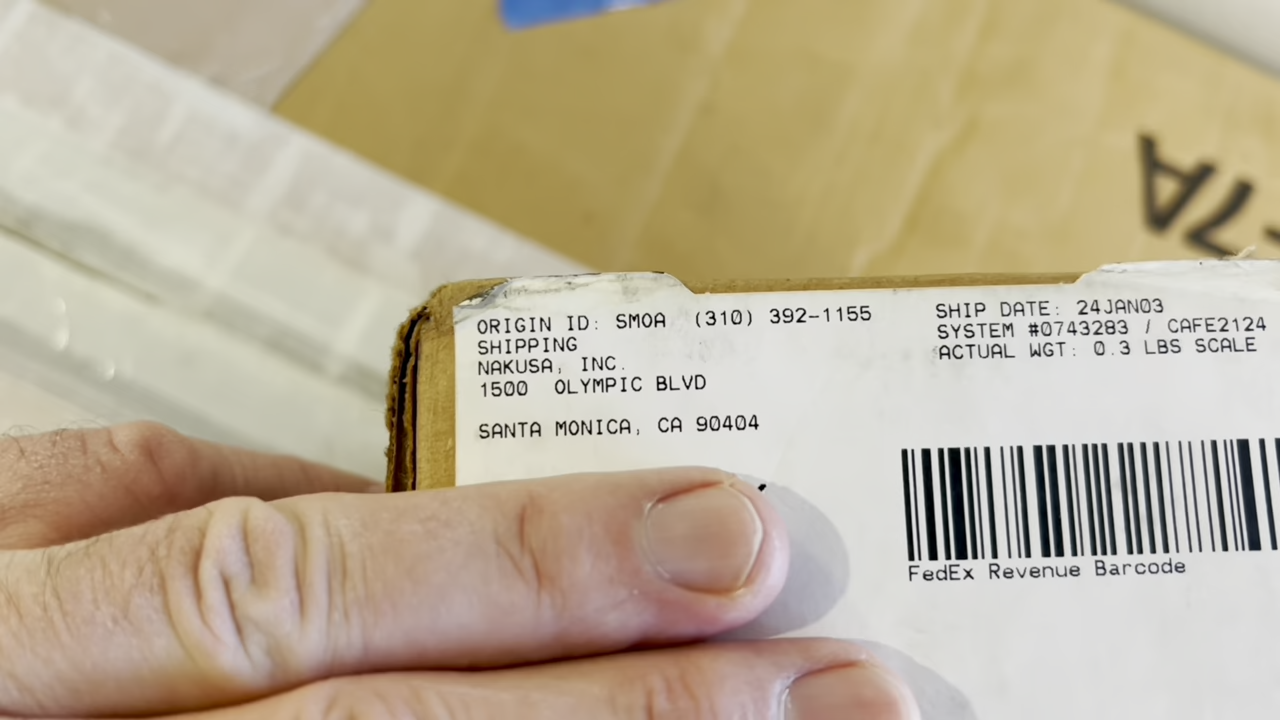 ORIGIN ID: SMOA (310) 392-1155
SHIPPING
NAKUSA, INC.
1500 OLYMPIC BLVD
SANTA MONICA, CA 90404
SHIP DATE: 24JAN03
SYSTEM #0743283 / CAFE2124
ACTUAL WGT: 0.3 LBS SCALE
FedEx Revenue Barcode